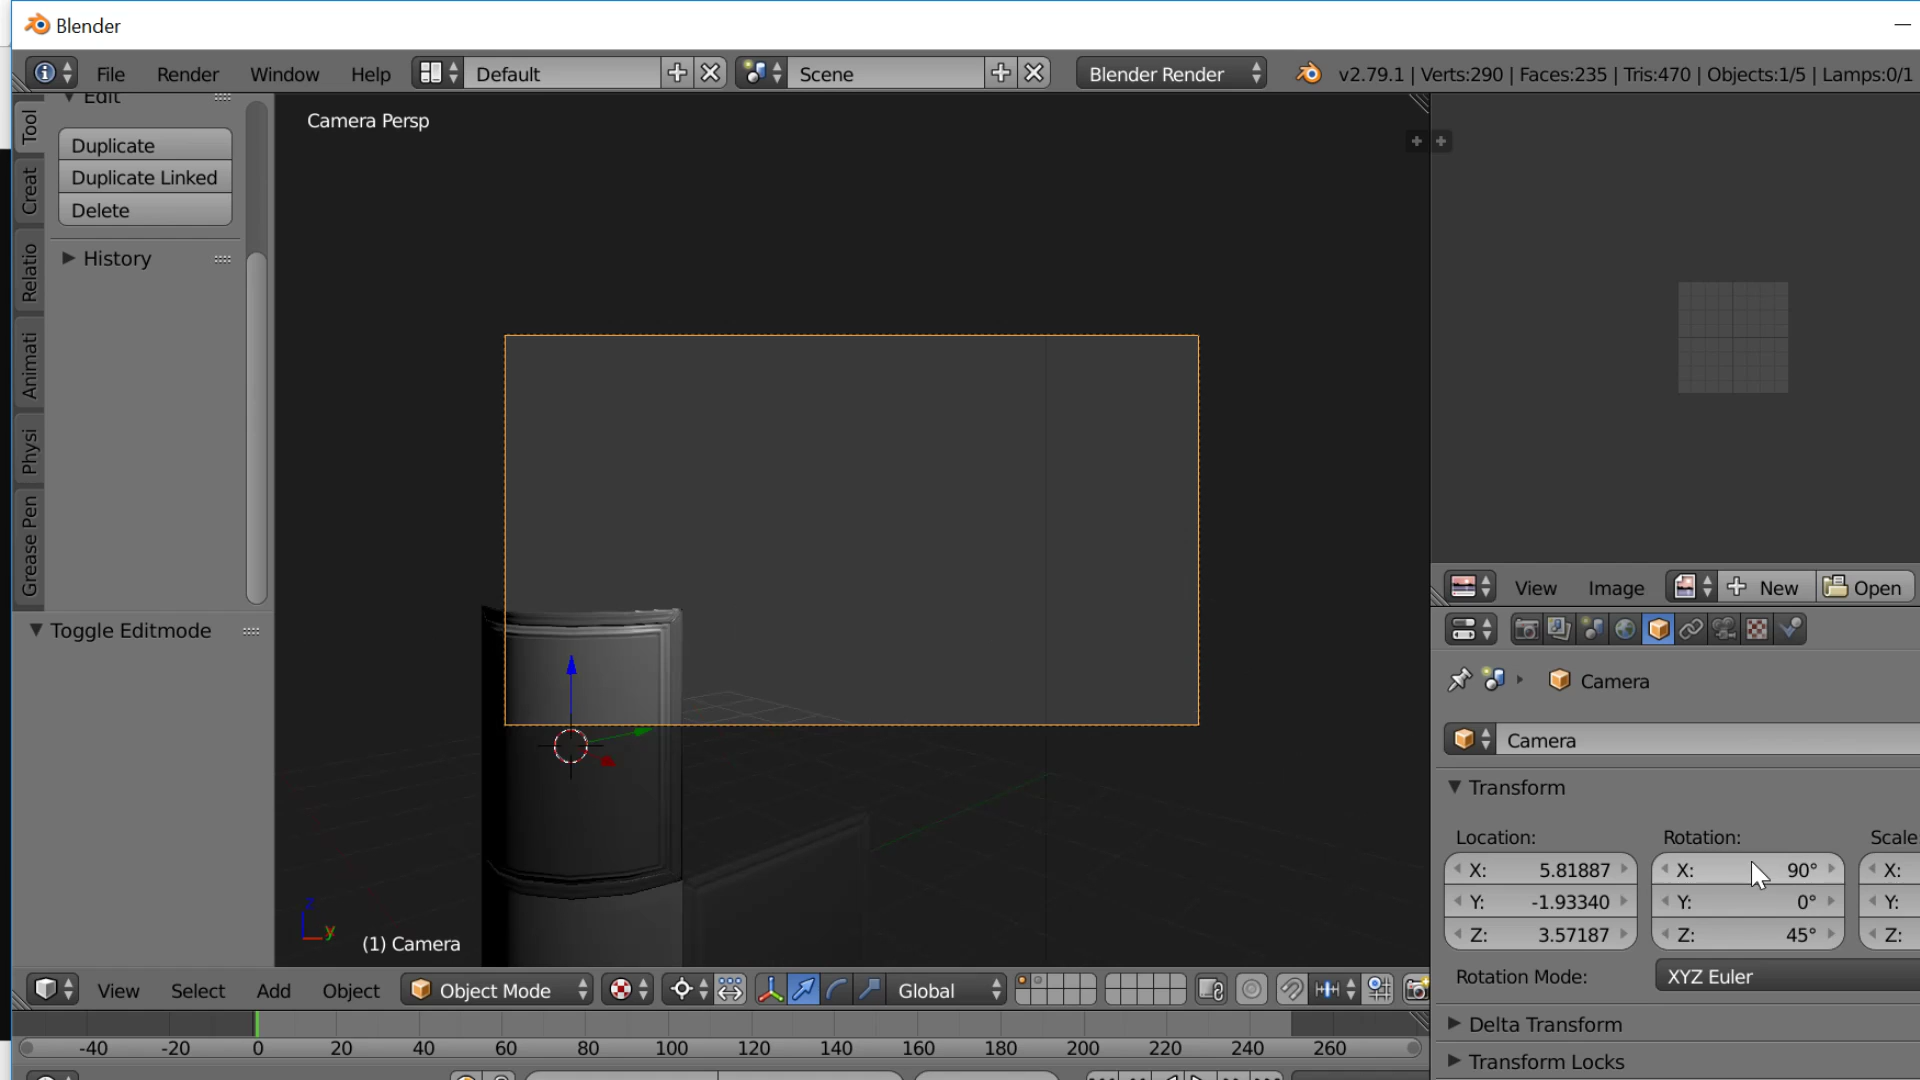 Blender
File Render Window Help Default Scene Blender Render v2.79.1 | Verts:290 | Faces:235 | Tris:470 | Objects:1/5 | Lamps:0/1
Edit
Tool
Duplicate
Duplicate Linked
Delete
Creat
History
Relatio
Animati
Physi
Grease Pen
Toggle Editmode
Camera Persp
z
y
(1) Camera
View Select Add Object Object Mode Global
-40 -20 0 20 40 60 80 100 120 140 160 180 200 220 240 260
View Image New Open
Camera
Camera
Transform
Location: Rotation: Scale
X: 5.81887 X: 90° X:
Y: -1.93340 Y: 0° Y:
Z: 3.57187 Z: 45° Z:
Rotation Mode: XYZ Euler
Delta Transform
Transform Locks